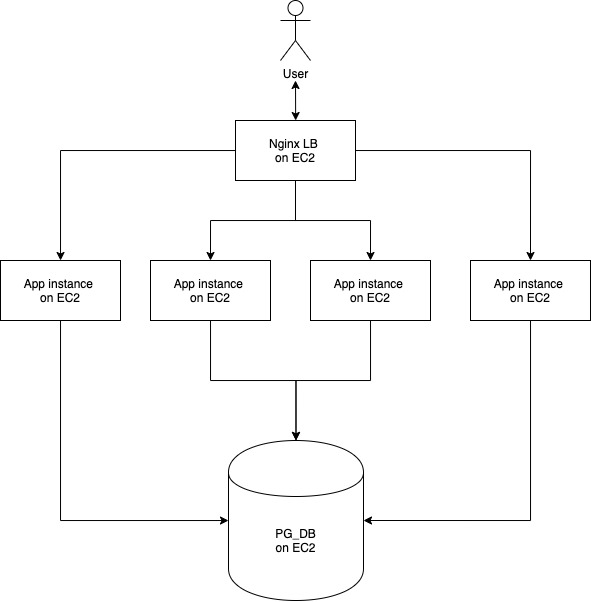 User
Nginx LB
on EC2
App instance
on EC2
App instance
on EC2
App instance
on EC2
App instance
on EC2
PG_DB
on EC2